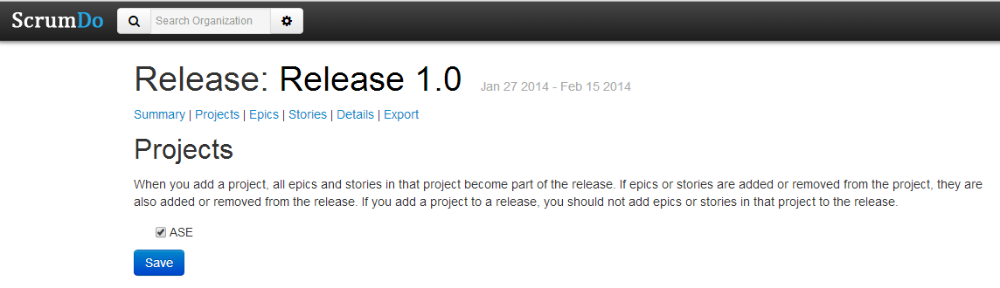 ScrumDo Search Organization
Release: Release 1.0 Jan 27 2014 - Feb 15 2014
Summary | Projects | Epics | Stories | Details | Export
Projects
When you add a project, all epics and stories in that project become part of the release. If epics or stories are added or removed from the project, they are
also added or removed from the release. If you add a project to a release, you should not add epics or stories in that project to the release.
ASE
Save